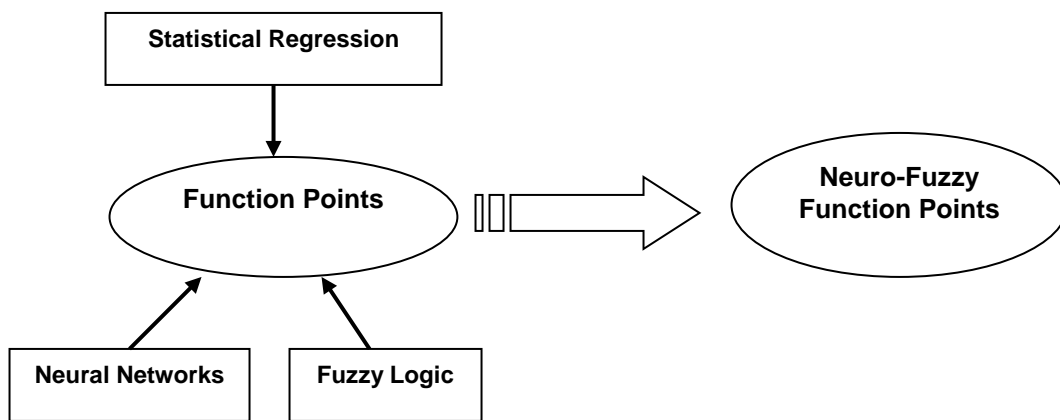 Statistical Regression
Function Points
Neuro-Fuzzy
Function Points
Neural Networks
Fuzzy Logic